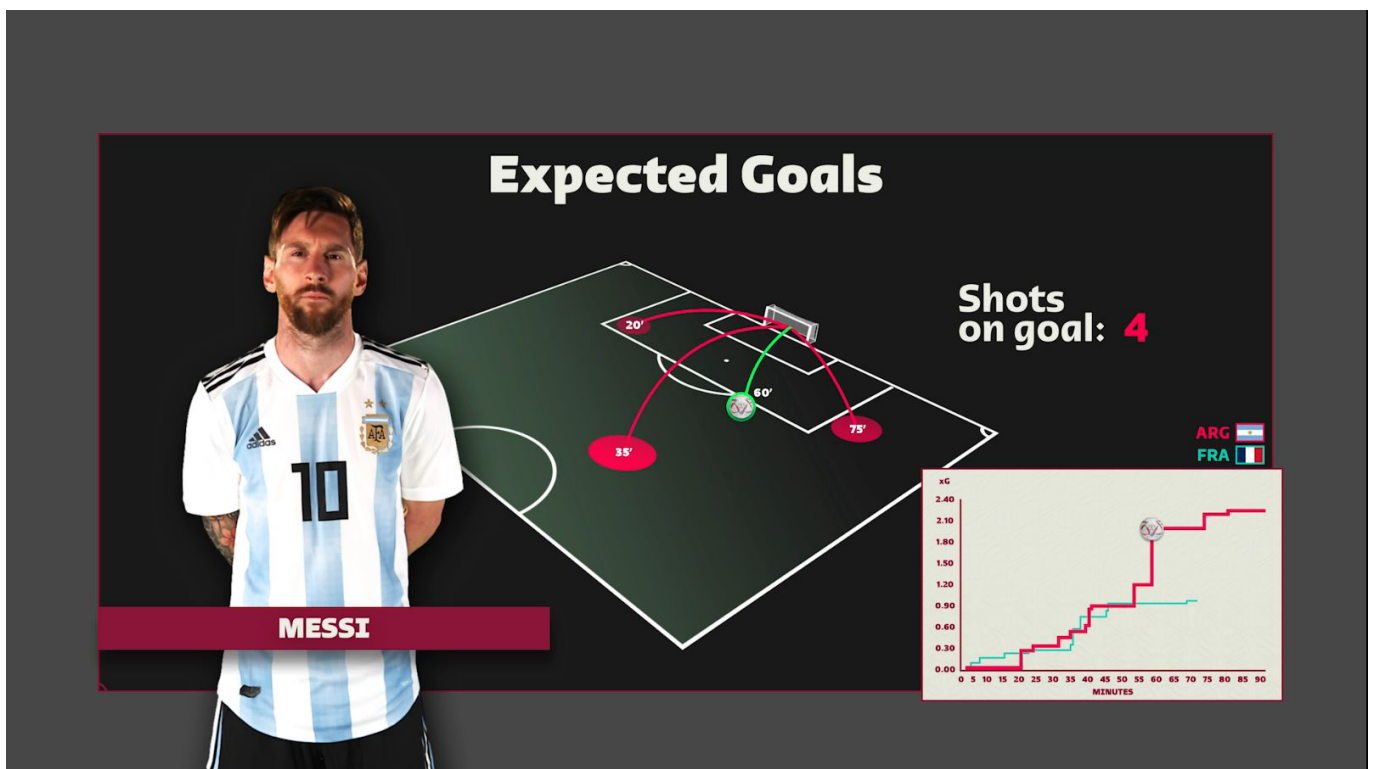 Expected Goals
Shots
on goal: 4
20'
60'
35'
75'
adidas
AFA
10
MESSI
ARG
FRA
xG
2.40
2.10
1.80
1.50
1.20
0.90
0.60
0.30
0.00
0 5 10 15 20 25 30 35 40 45 50 55 60 65 70 75 80 85 90
MINUTES